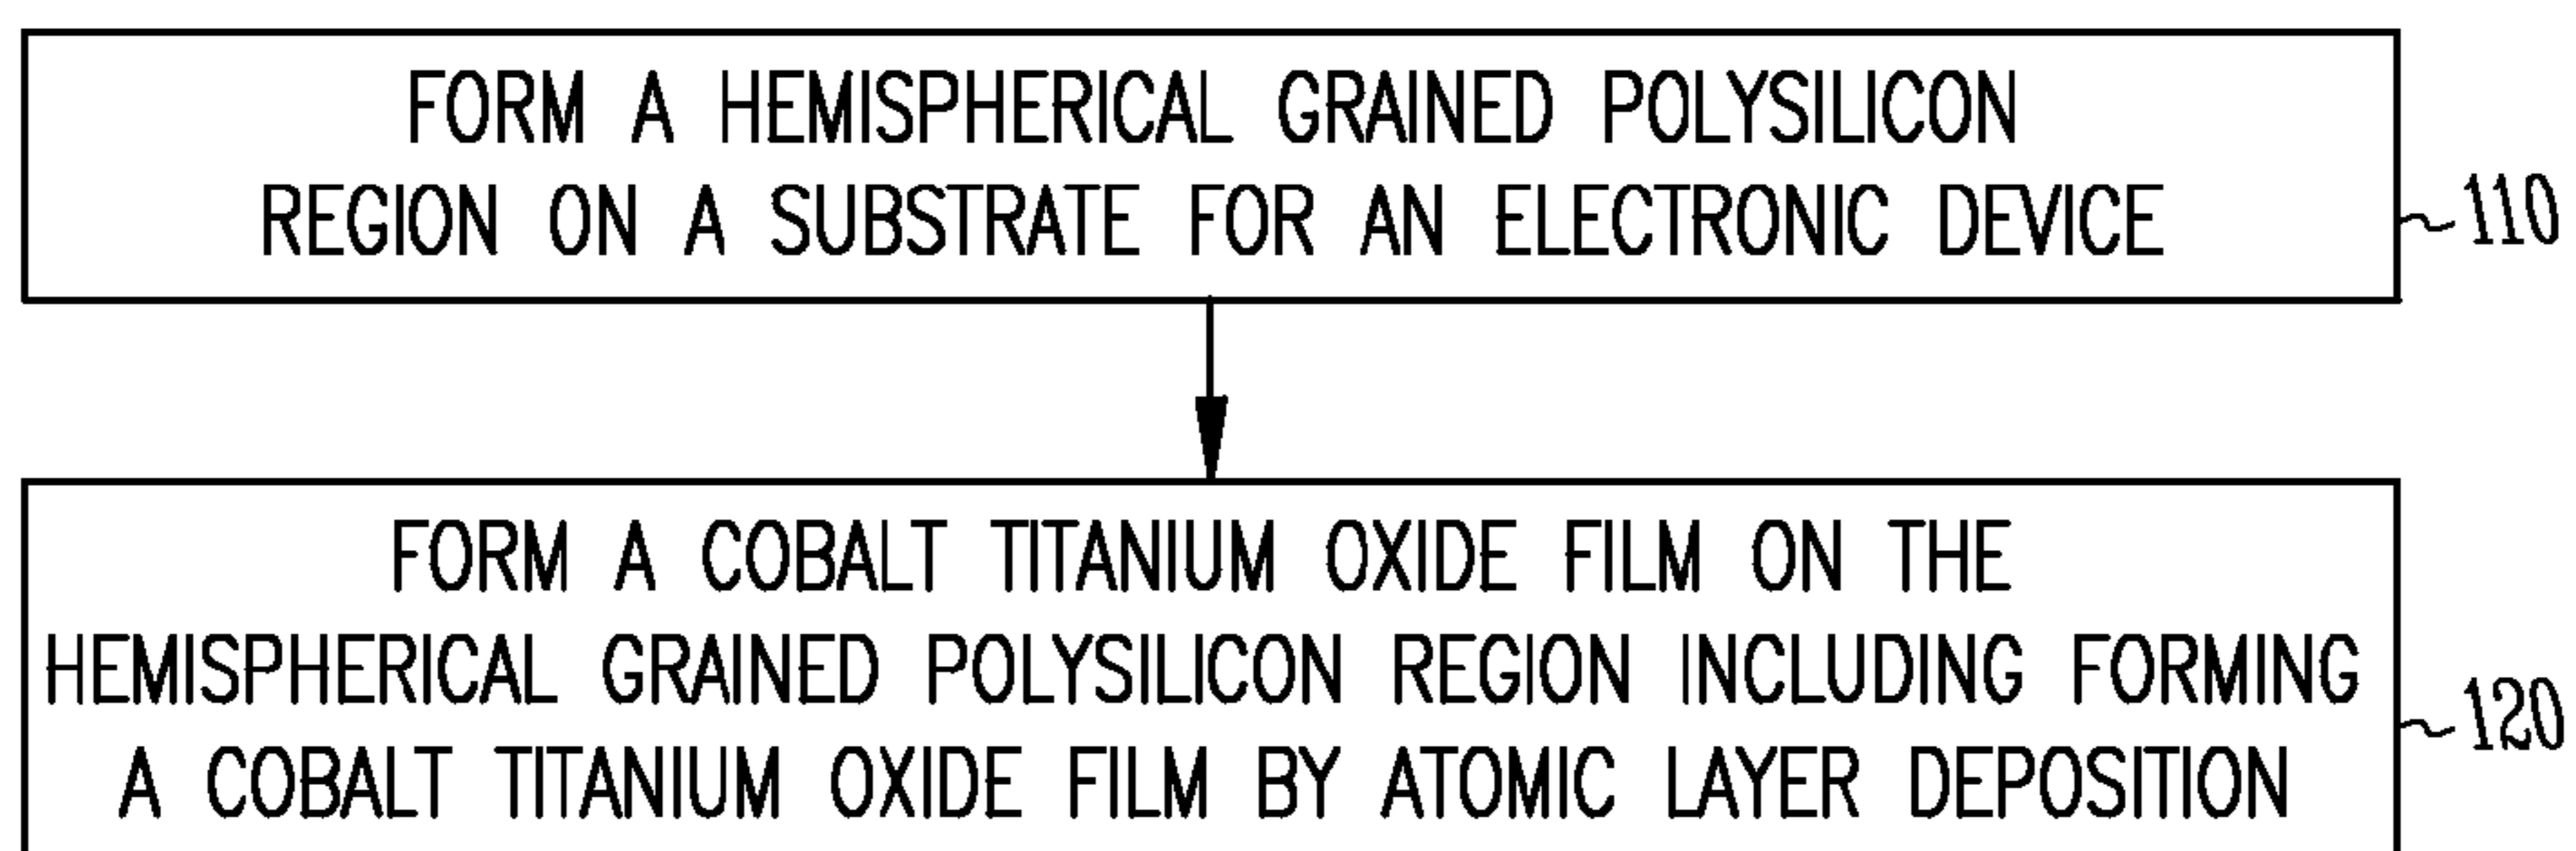 FORM A HEMISPHERICAL GRAINED POLYSILICON
REGION ON A SUBSTRATE FOR AN ELECTRONIC DEVICE
110
FORM A COBALT TITANIUM OXIDE FILM ON THE
HEMISPHERICAL GRAINED POLYSILICON REGION INCLUDING FORMING
A COBALT TITANIUM OXIDE FILM BY ATOMIC LAYER DEPOSITION
120